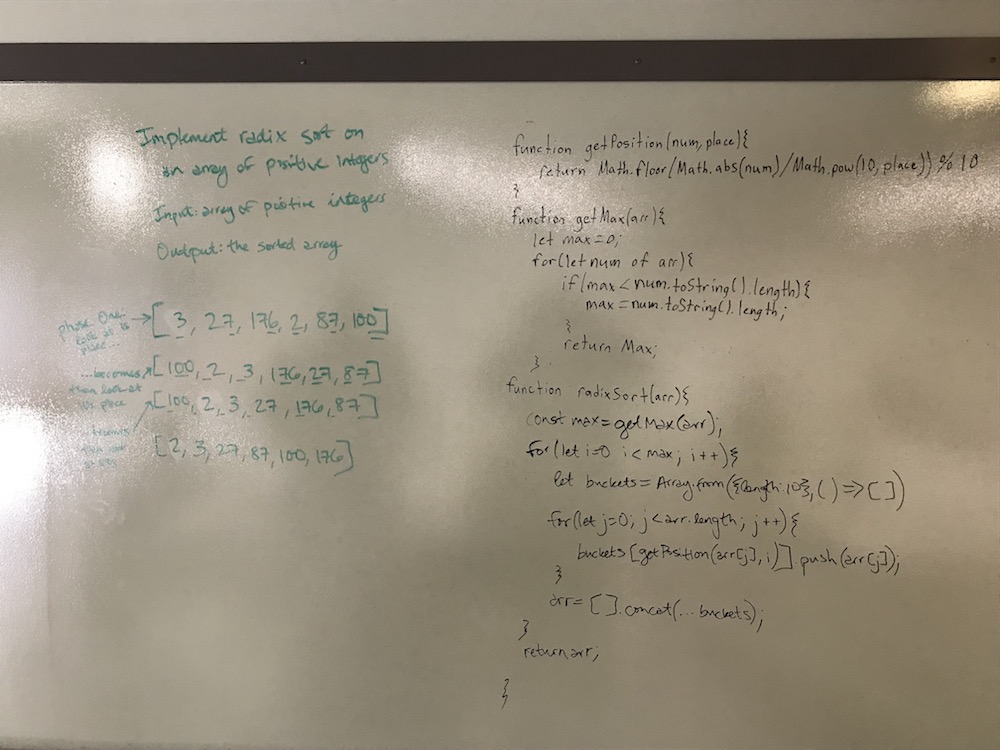 Implement radix sort on
an array of positive integers
Input: array of positive integers
Output: the sorted array
phase one: look at 1s place...
[3, 27, 176, 2, 87, 100]
...becomes
[100, 2, 3, 176, 27, 87]
then look at 10s place
[100, 2, 3, 27, 176, 87]
...becomes
[2, 3, 27, 87, 100, 176]
function getPosition(num, place){
return Math.floor(Math.abs(num)/Math.pow(10, place)) % 10
}
function getMax(arr){
let max=0;
for(let num of arr){
if(max < num.toString().length){
max=num.toString().length;
}
return Max;
}
function radixSort(arr){
const max=getMax(arr);
for(let i=0 i<max; i++){
let buckets = Array.from({length:10}, () => [])
for(let j=0; j<arr.length; j++){
buckets[getPosition(arr[j], i)].push(arr[j]);
}
arr= [].concat(...buckets);
}
return arr;
}